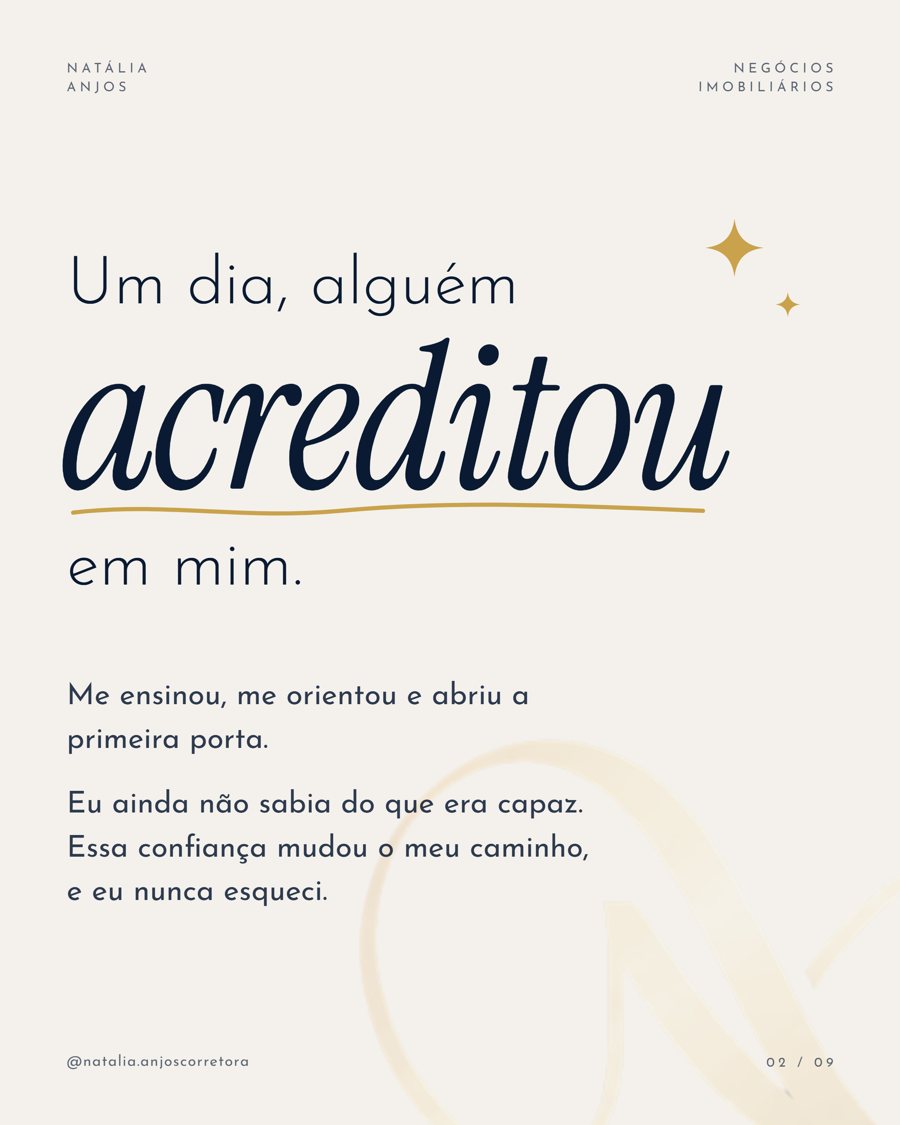 NATÁLIA
ANJOS
NEGÓCIOS
IMOBILIÁRIOS
Um dia, alguém
acreditou
em mim.
Me ensinou, me orientou e abriu a
primeira porta.
Eu ainda não sabia do que era capaz.
Essa confiança mudou o meu caminho,
e eu nunca esqueci.
@natalia.anjoscorretora
02 / 09